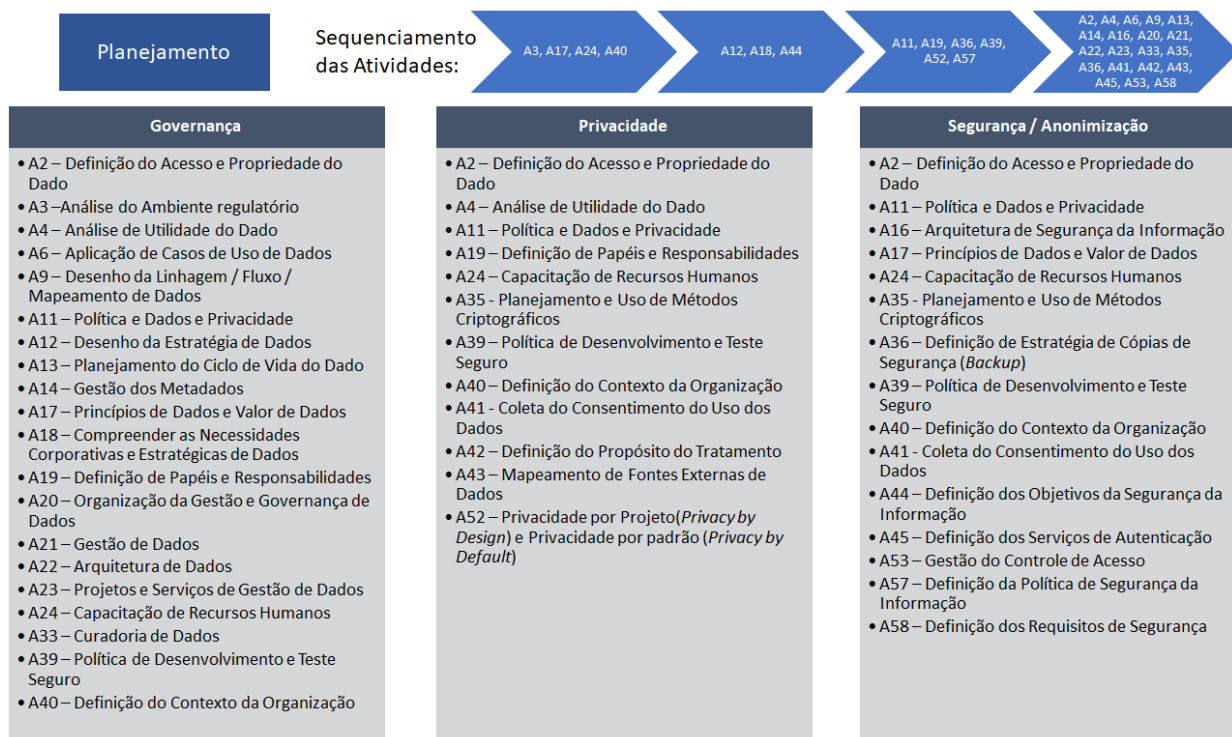 Planejamento
Sequenciamento
das Atividades:
A3, A17, A24, A40
A12, A18, A44
A11, A19, A36, A39,
A52, A57
A2, A4, A6, A9, A13,
A14, A16, A20, A21,
A22, A23, A33, A35,
A36, A41, A42, A43,
A45, A53, A58
Governança
• A2 – Definição do Acesso e Propriedade do
Dado
• A3 –Análise do Ambiente regulatório
• A4 – Análise de Utilidade do Dado
• A6 – Aplicação de Casos de Uso de Dados
• A9 – Desenho da Linhagem / Fluxo /
Mapeamento de Dados
• A11 – Política e Dados e Privacidade
• A12 – Desenho da Estratégia de Dados
• A13 – Planejamento do Ciclo de Vida do Dado
• A14 – Gestão dos Metadados
• A17 – Princípios de Dados e Valor de Dados
• A18 – Compreender as Necessidades
Corporativas e Estratégicas de Dados
• A19 – Definição de Papéis e Responsabilidades
• A20 – Organização da Gestão e Governança de
Dados
• A21 – Gestão de Dados
• A22 – Arquitetura de Dados
• A23 – Projetos e Serviços de Gestão de Dados
• A24 – Capacitação de Recursos Humanos
• A33 – Curadoria de Dados
• A39 – Política de Desenvolvimento e Teste
Seguro
• A40 – Definição do Contexto da Organização
Privacidade
• A2 – Definição do Acesso e Propriedade do
Dado
• A4 – Análise de Utilidade do Dado
• A11 – Política e Dados e Privacidade
• A19 – Definição de Papéis e Responsabilidades
• A24 – Capacitação de Recursos Humanos
• A35 - Planejamento e Uso de Métodos
Criptográficos
• A39 – Política de Desenvolvimento e Teste
Seguro
• A40 – Definição do Contexto da Organização
• A41 - Coleta do Consentimento do Uso dos
Dados
• A42 – Definição do Propósito do Tratamento
• A43 – Mapeamento de Fontes Externas de
Dados
• A52 – Privacidade por Projeto(Privacy by
Design) e Privacidade por padrão (Privacy by
Default)
Segurança / Anonimização
• A2 – Definição do Acesso e Propriedade do
Dado
• A11 – Política e Dados e Privacidade
• A16 – Arquitetura de Segurança da Informação
• A17 – Princípios de Dados e Valor de Dados
• A24 – Capacitação de Recursos Humanos
• A35 - Planejamento e Uso de Métodos
Criptográficos
• A36 – Definição de Estratégia de Cópias de
Segurança (Backup)
• A39 – Política de Desenvolvimento e Teste
Seguro
• A40 – Definição do Contexto da Organização
• A41 - Coleta do Consentimento do Uso dos
Dados
• A44 – Definição dos Objetivos da Segurança da
Informação
• A45 – Definição dos Serviços de Autenticação
• A53 – Gestão do Controle de Acesso
• A57 – Definição da Política de Segurança da
Informação
• A58 – Definição dos Requisitos de Segurança